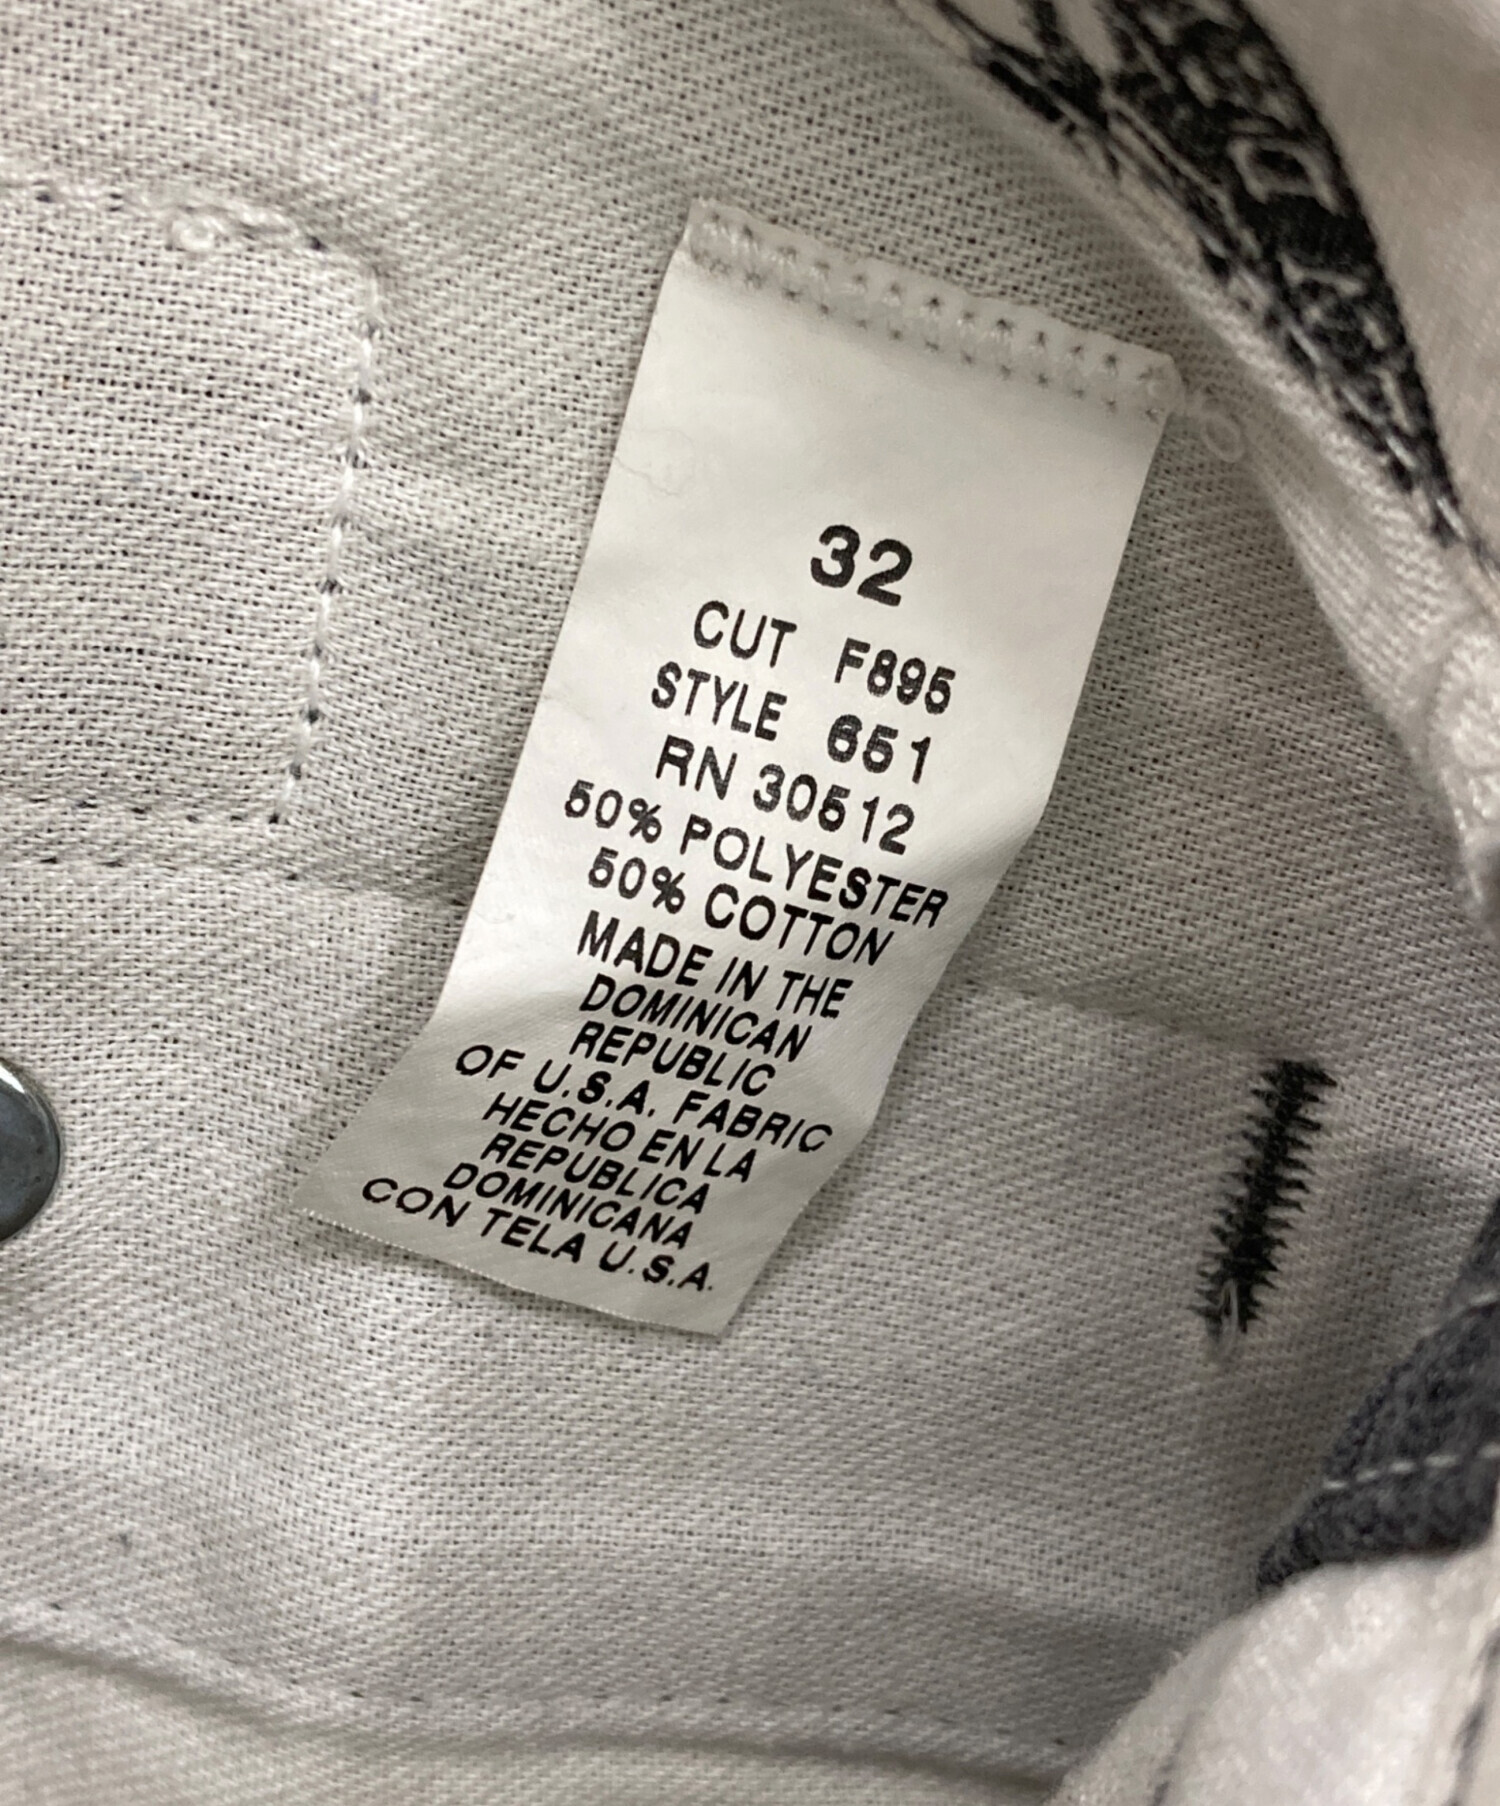 32
CUT F895
STYLE 651
RN 30512
50% POLYESTER
50% COTTON
MADE IN THE
DOMINICAN
REPUBLIC
OF U.S.A. FABRIC
HECHO EN LA
REPUBLICA
DOMINICANA
CON TELA U.S.A.